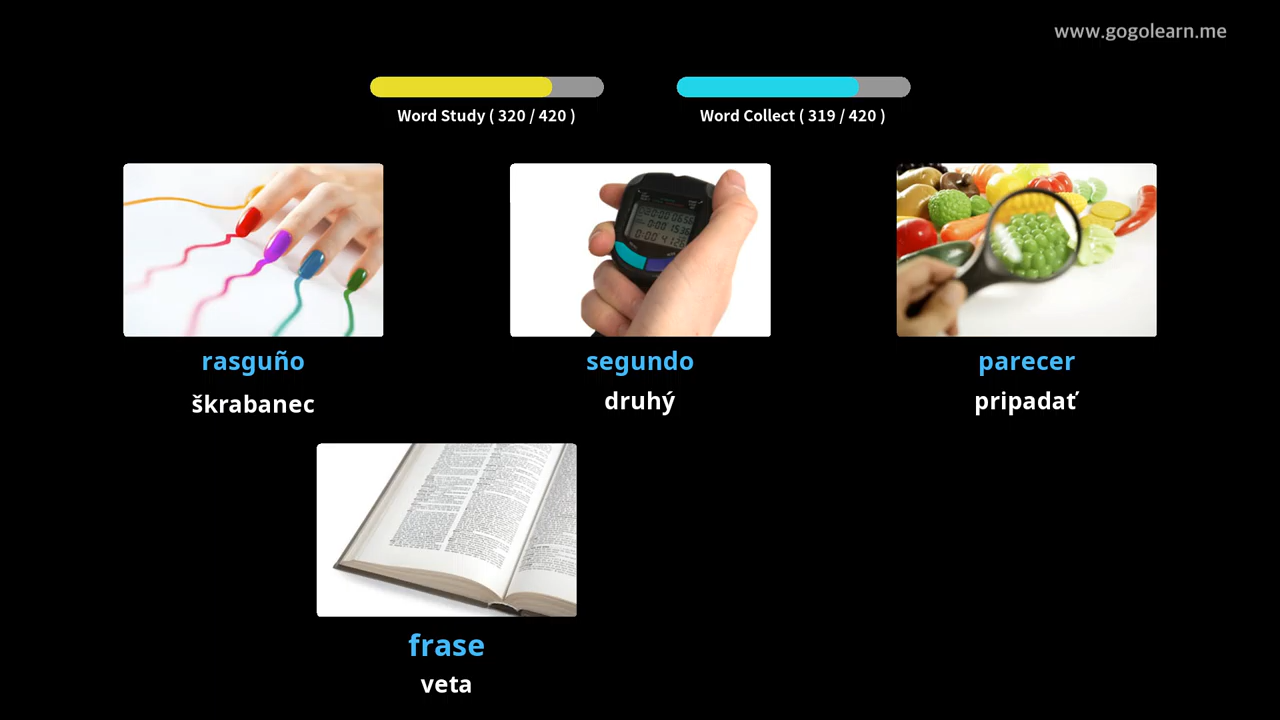 www.gogolearn.me
Word Study ( 320 / 420 )
Word Collect ( 319 / 420 )
rasguño
segundo
parecer
škrabanec
druhý
pripadať
frase
veta